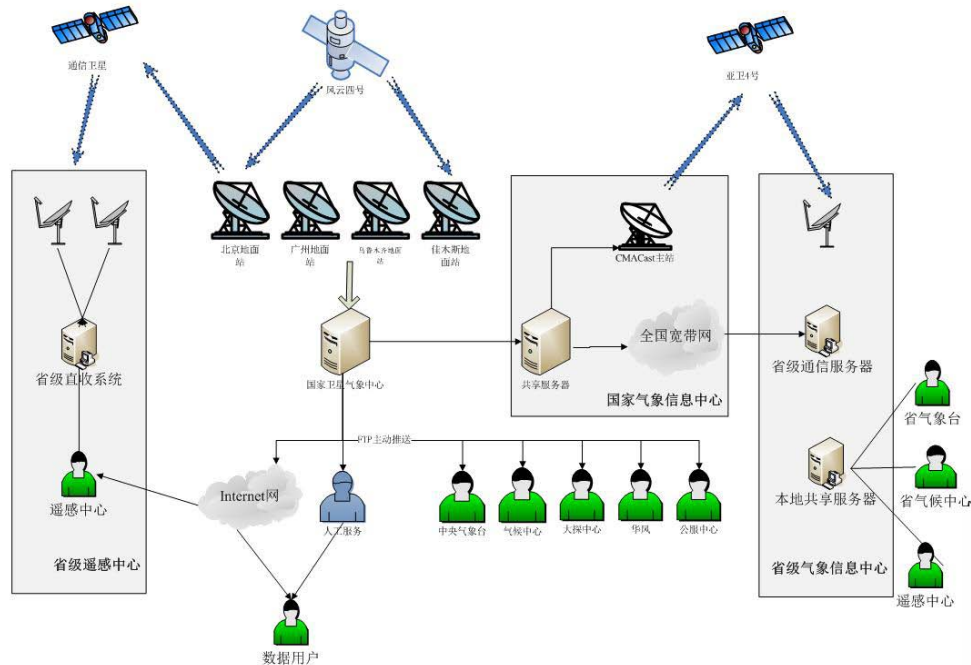 通信卫星
风云四号
亚卫4号
北京地面
站
广州地面
站
乌鲁木齐地面
站
佳木斯地
面站
CMACast主站
省级直收系统
国家卫星气象中心
共享服务器
全国宽带网
省级通信服务器
国家气象信息中心
省气象台
FTP主动推送
遥感中心
Internet网
人工服务
中央气象台
气候中心
大探中心
华风
公服中心
本地共享服务器
省气候中心
省级遥感中心
省级气象信息中心
遥感中心
数据用户